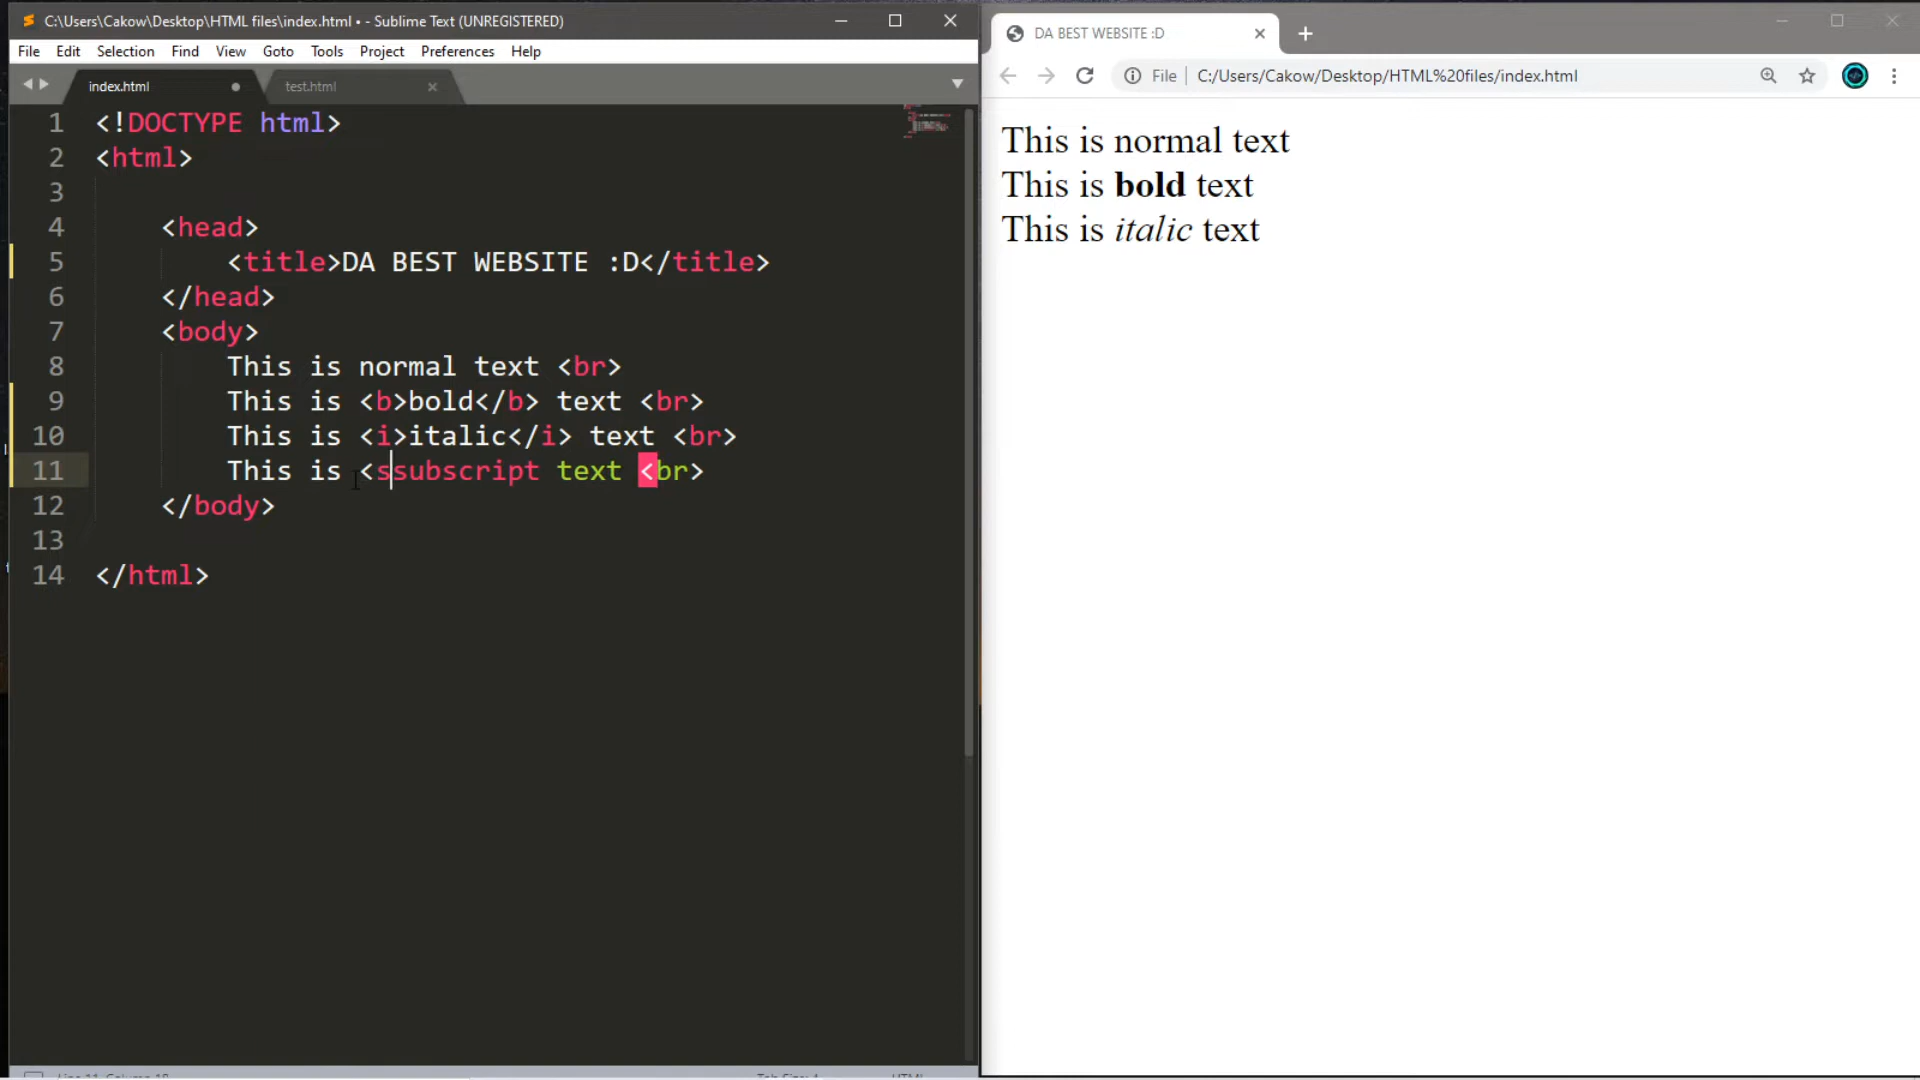 C:\Users\Cakow\Desktop\HTML files\index.html • - Sublime Text (UNREGISTERED)
File Edit Selection Find View Goto Tools Project Preferences Help
index.html test.html
1 <!DOCTYPE html>
2 <html>
3
4 <head>
5 <title>DA BEST WEBSITE :D</title>
6 </head>
7 <body>
8 This is normal text <br>
9 This is <b>bold</b> text <br>
10 This is <i>italic</i> text <br>
11 This is <ssubscript text <br>
12 </body>
13
14 </html>
DA BEST WEBSITE :D
File C:/Users/Cakow/Desktop/HTML%20files/index.html
This is normal text
This is bold text
This is italic text